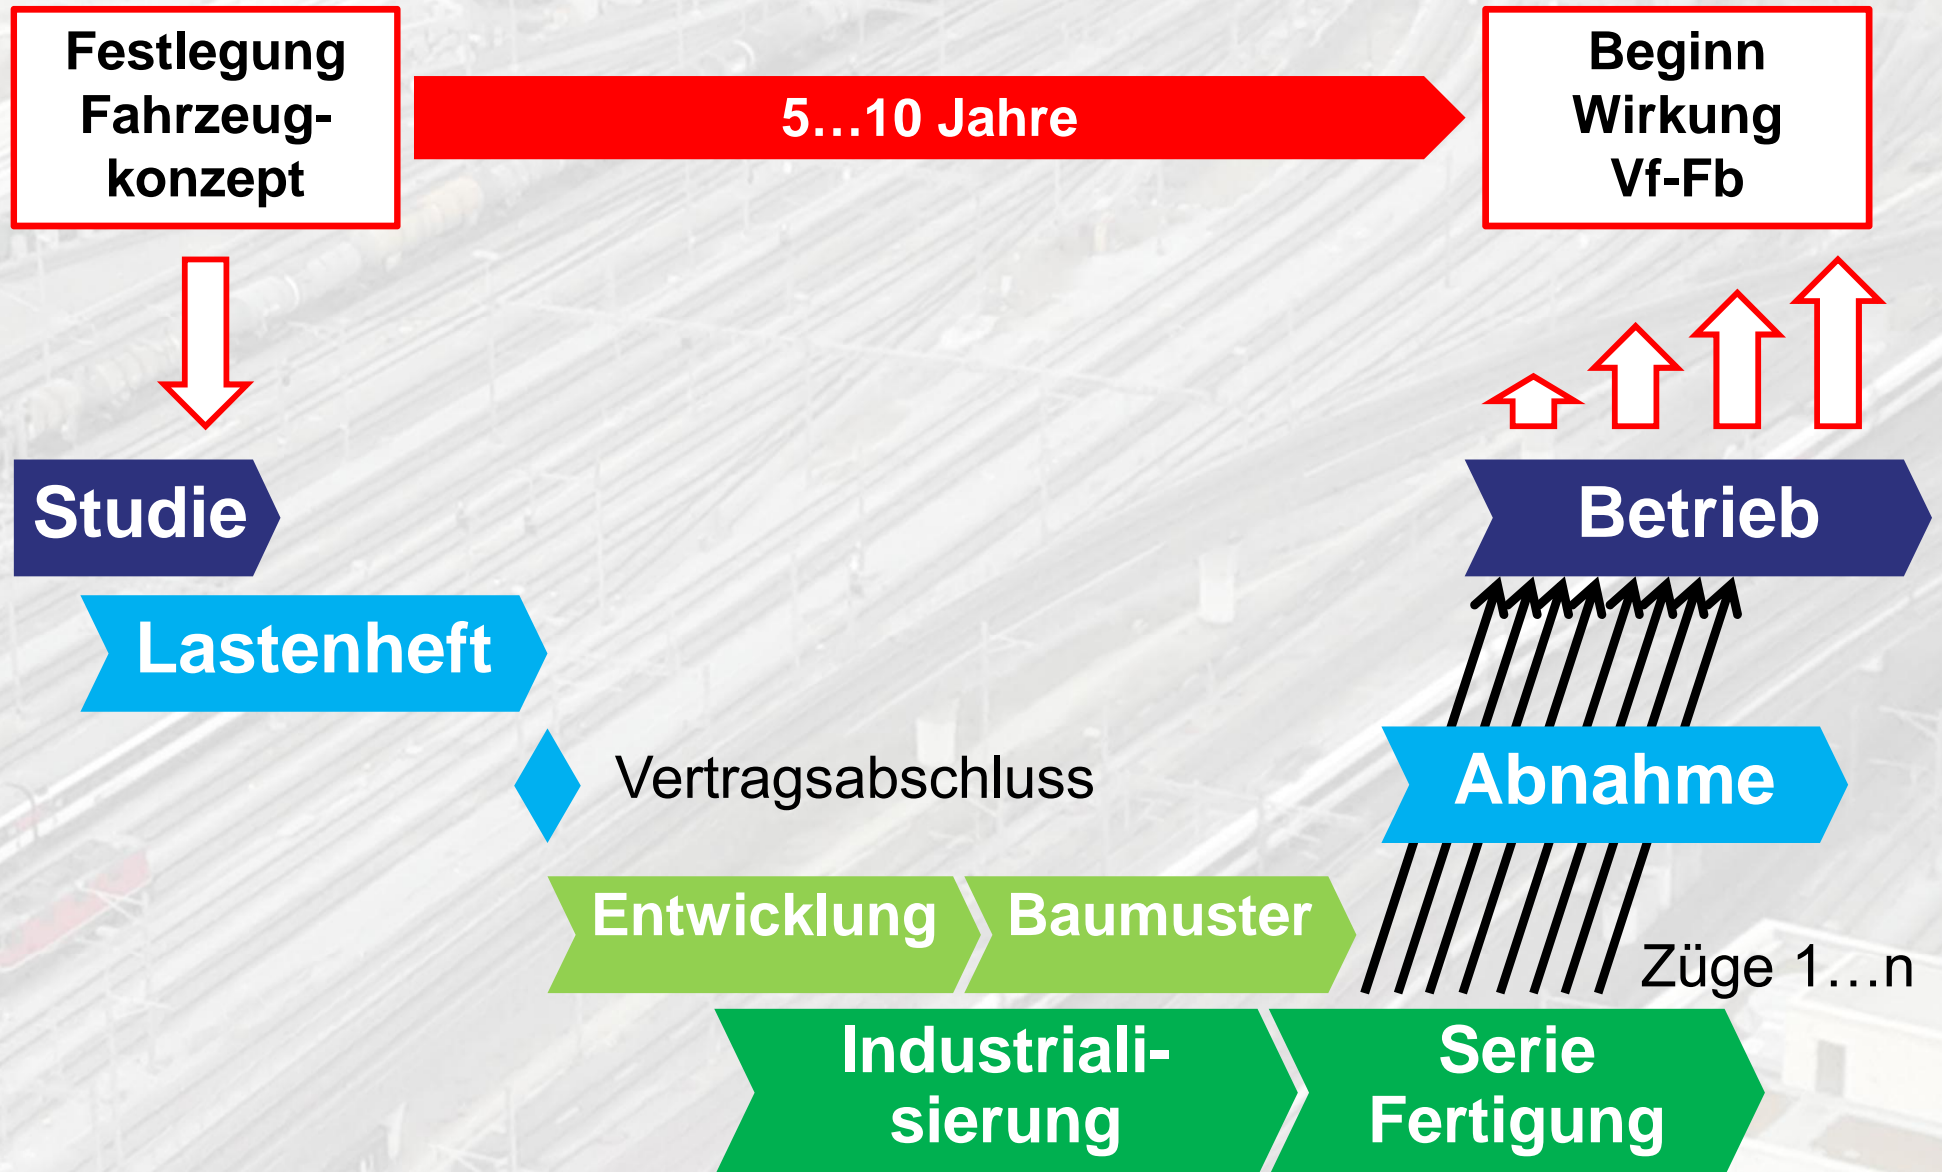 Festlegung
Fahrzeug-
konzept
5…10 Jahre
Beginn
Wirkung
Vf-Fb
Studie
Betrieb
Lastenheft
Vertragsabschluss
Abnahme
Entwicklung
Baumuster
Züge 1…n
Industriali-
sierung
Serie
Fertigung